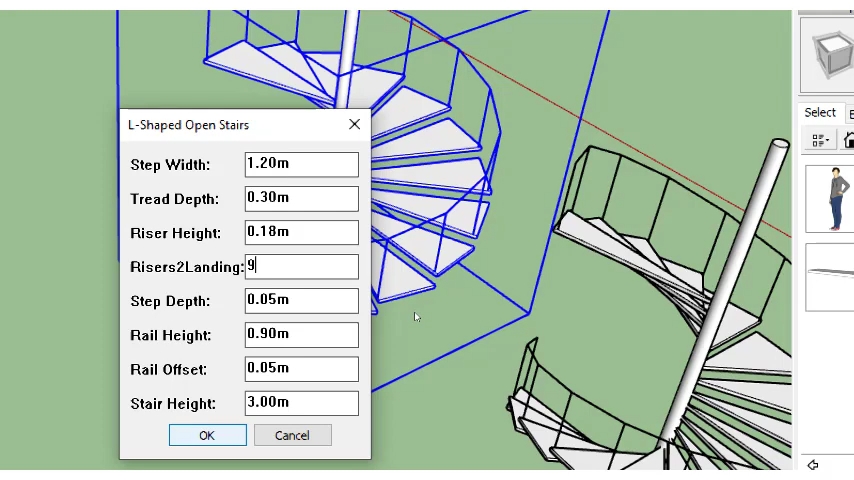 L-Shaped Open Stairs
Step Width: 1.20m
Tread Depth: 0.30m
Riser Height: 0.18m
Risers2Landing: 9
Step Depth: 0.05m
Rail Height: 0.90m
Rail Offset: 0.05m
Stair Height: 3.00m
OK Cancel
Select